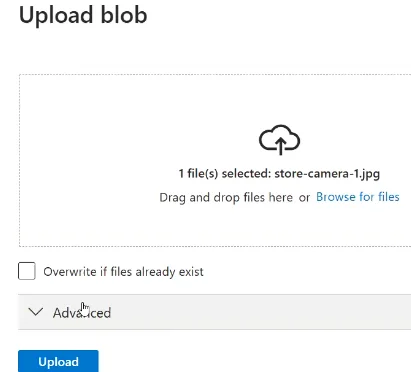 Upload blob
1 file(s) selected: store-camera-1.jpg
Drag and drop files here or Browse for files
Overwrite if files already exist
Advanced
Upload